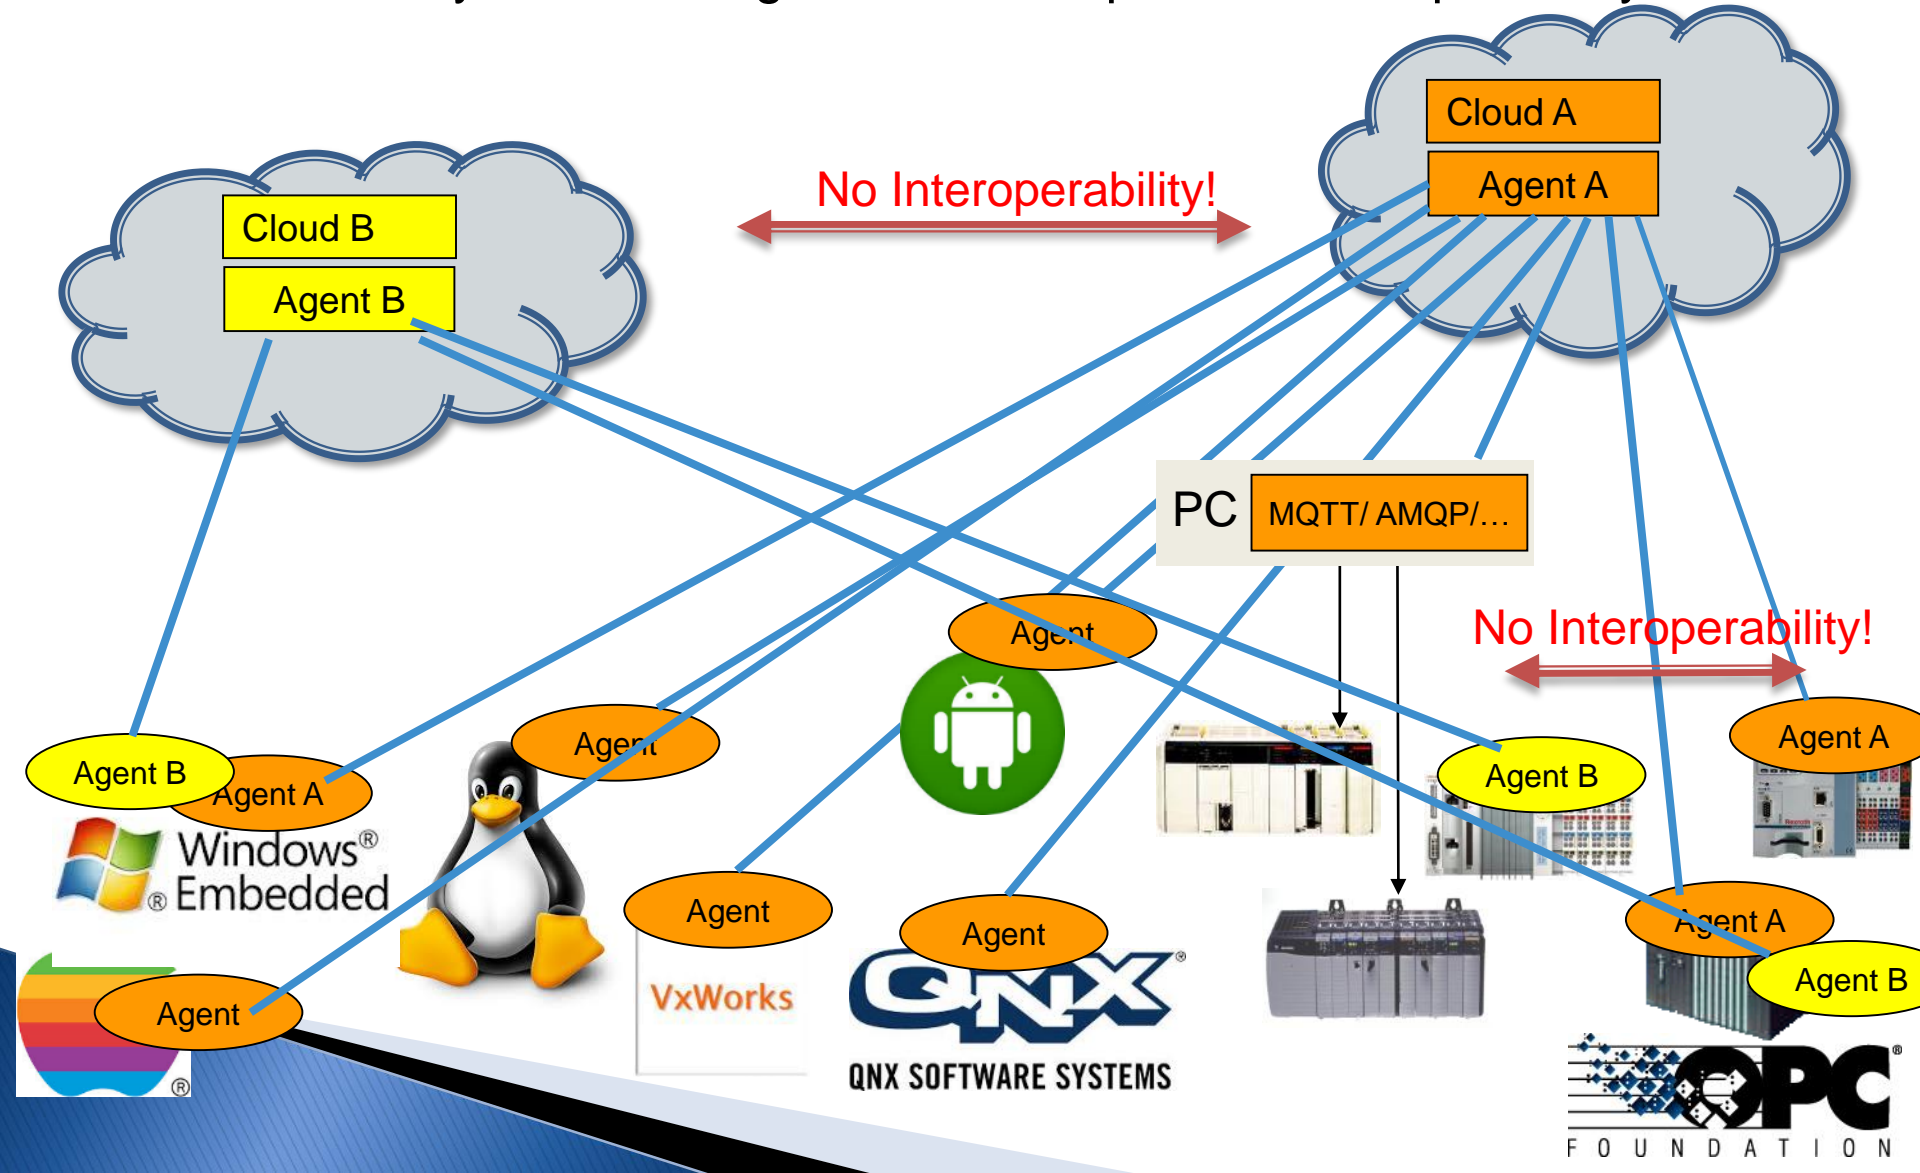 Cloud A
Agent A
No Interoperability!
Cloud B
Agent B
PC
MQTT/ AMQP/…
Agent
No Interoperability!
Agent
Agent A
Agent B
Agent A
Agent B
Windows®
® Embedded
Agent
Agent
Agent A
Agent B
VxWorks
QNX®
QNX SOFTWARE SYSTEMS
Agent
®
OPC®
FOUNDATION